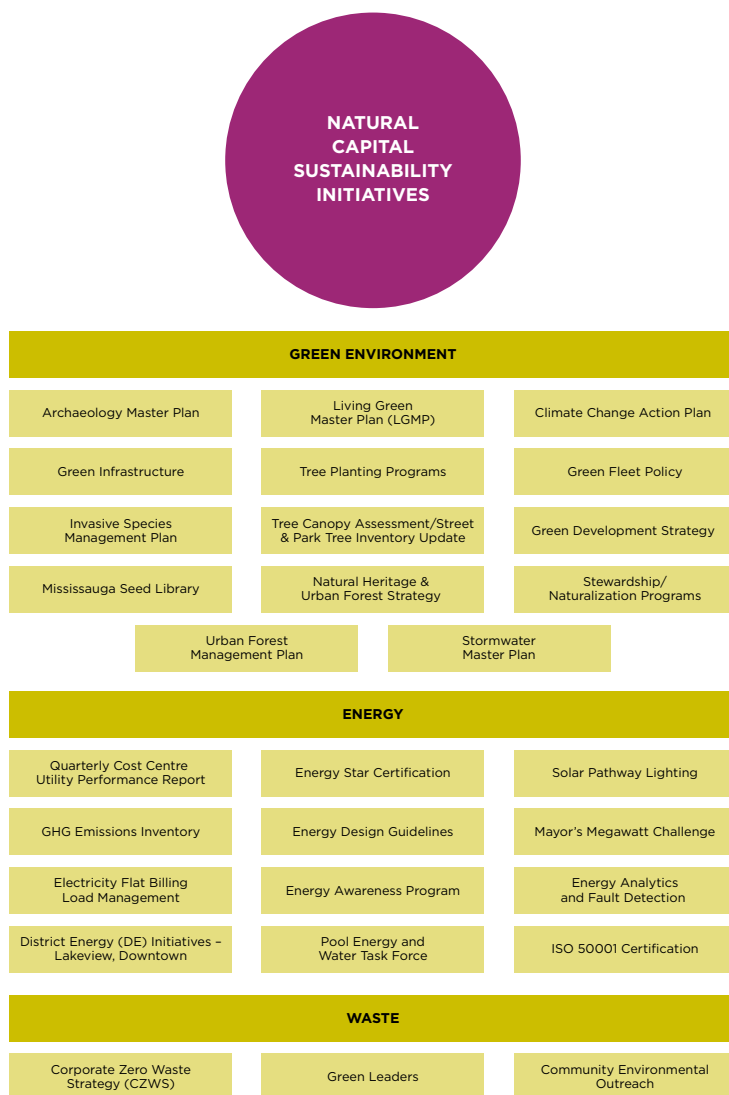 NATURAL
CAPITAL
SUSTAINABILITY
INITIATIVES
GREEN ENVIRONMENT
Archaeology Master Plan
Living Green
Master Plan (LGMP)
Climate Change Action Plan
Green Infrastructure
Tree Planting Programs
Green Fleet Policy
Invasive Species
Management Plan
Tree Canopy Assessment/Street
& Park Tree Inventory Update
Green Development Strategy
Mississauga Seed Library
Natural Heritage &
Urban Forest Strategy
Stewardship/
Naturalization Programs
Urban Forest
Management Plan
Stormwater
Master Plan
ENERGY
Quarterly Cost Centre
Utility Performance Report
Energy Star Certification
Solar Pathway Lighting
GHG Emissions Inventory
Energy Design Guidelines
Mayor’s Megawatt Challenge
Electricity Flat Billing
Load Management
Energy Awareness Program
Energy Analytics
and Fault Detection
District Energy (DE) Initiatives –
Lakeview, Downtown
Pool Energy and
Water Task Force
ISO 50001 Certification
WASTE
Corporate Zero Waste
Strategy (CZWS)
Green Leaders
Community Environmental
Outreach